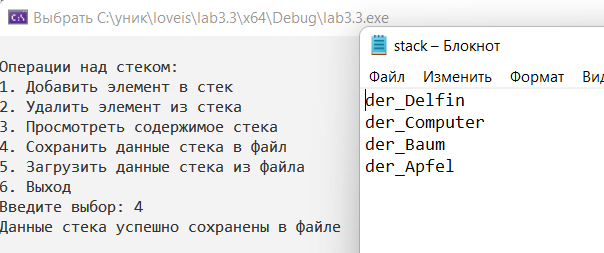 Выбрать C:\уник\loveis\lab3.3\x64\Debug\lab3.3.exe
Операции над стеком:
1. Добавить элемент в стек
2. Удалить элемент из стека
3. Просмотреть содержимое стека
4. Сохранить данные стека в файл
5. Загрузить данные стека из файла
6. Выход
Введите выбор: 4
Данные стека успешно сохранены в файле
stack – Блокнот
Файл Изменить Формат Ви
der_Delfin
der_Computer
der_Baum
der_Apfel